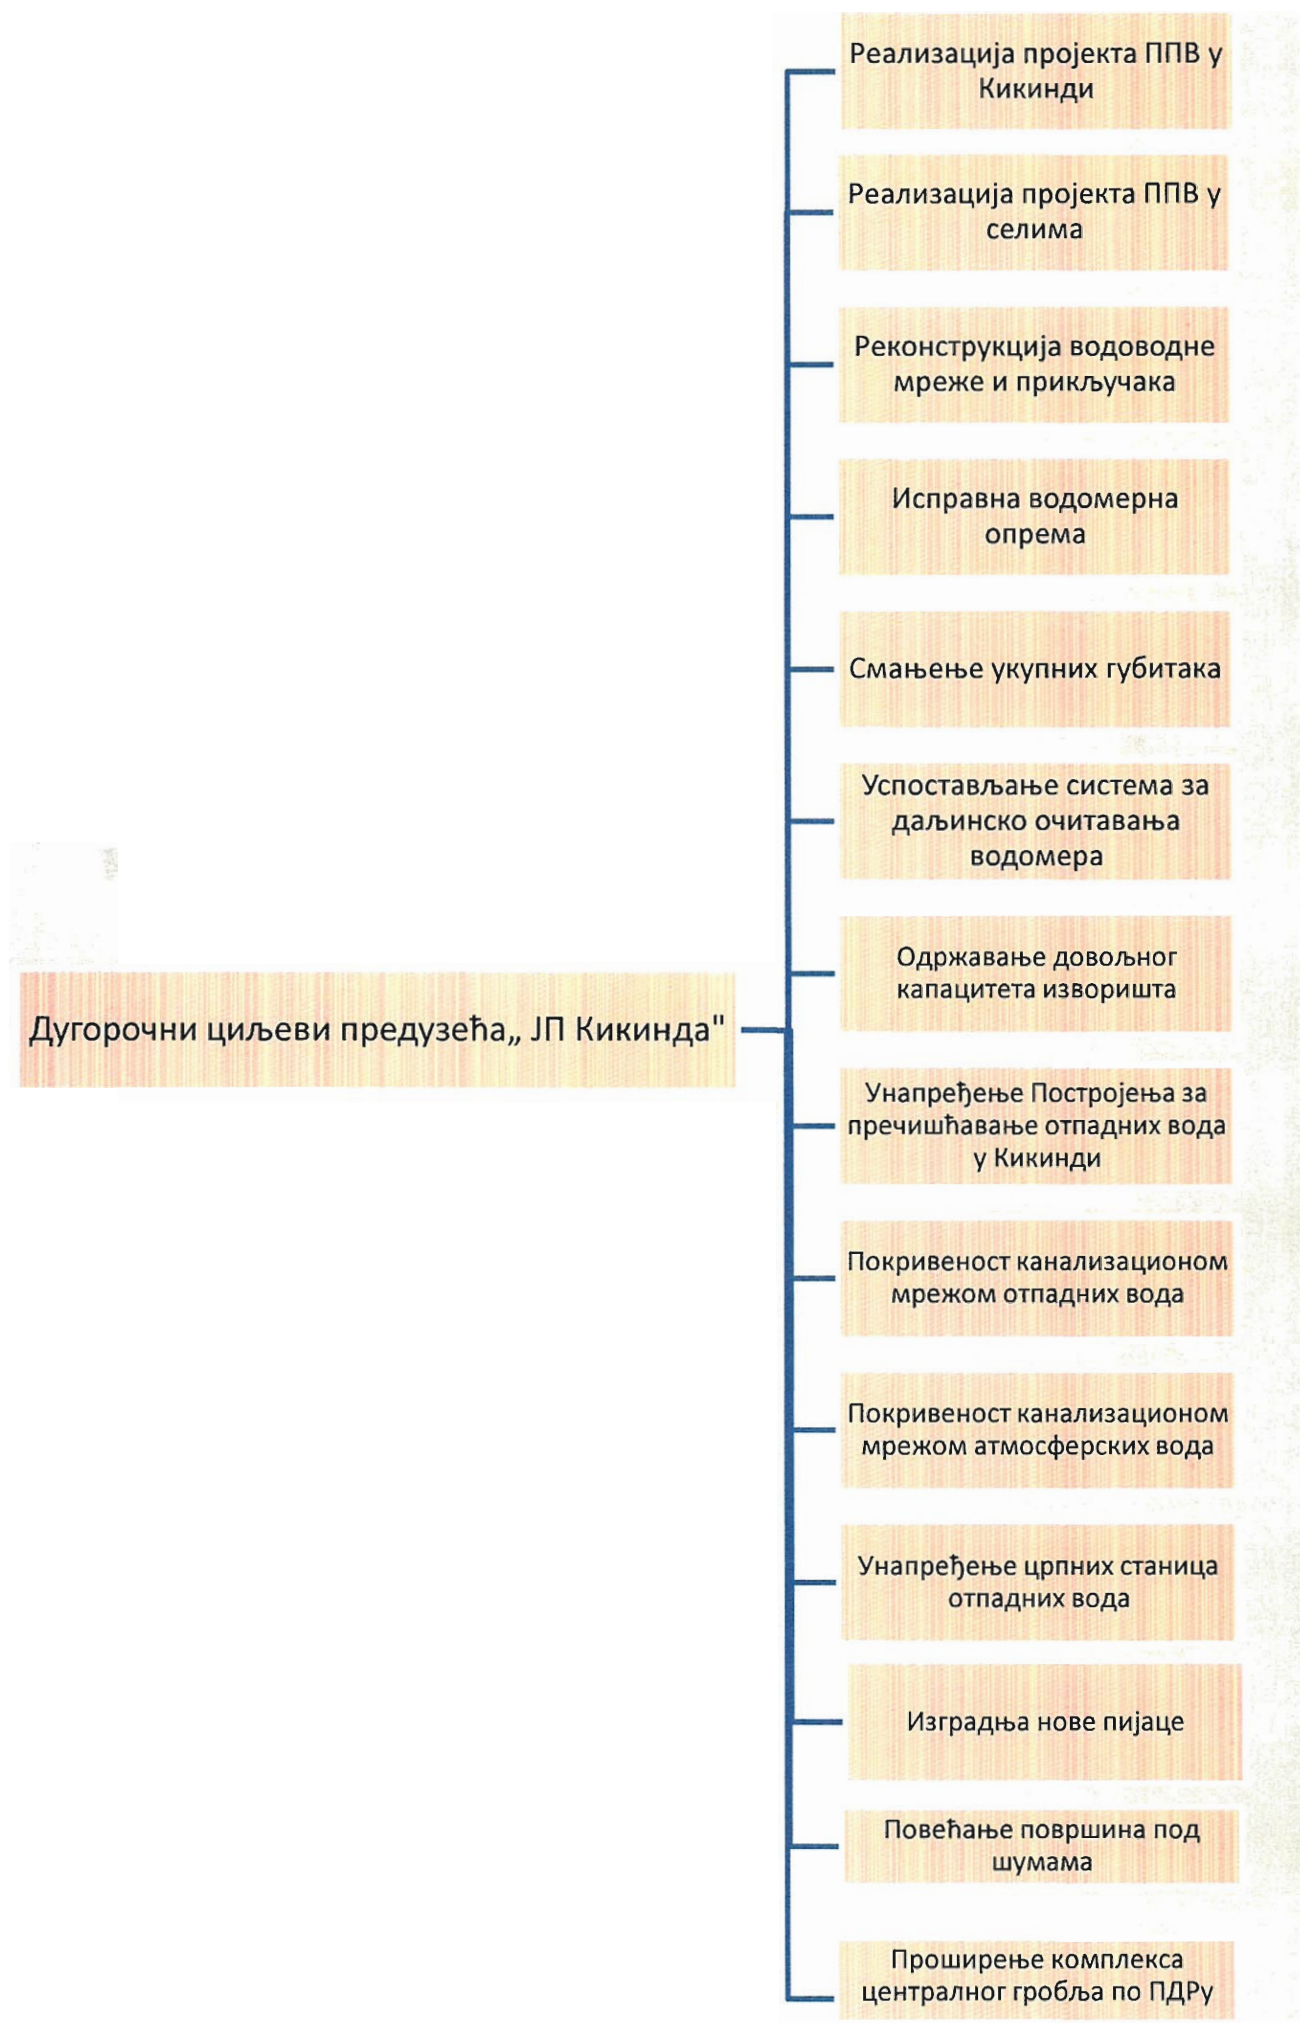 Реализација пројекта ППВ у
Кикинди
Реализација пројекта ППВ у
селима
Реконструкција водоводне
мреже и прикључака
Исправна водомерна
опрема
Смањење укупних губитака
Успостављање система за
даљинско очитавања
водомера
Одржавање довољног
капацитета изворишта
Дугорочни циљеви предузећа„ ЈП Кикинда"
Унапређење Постројења за
пречишћавање отпадних вода
у Кикинди
Покривеност канализационом
мрежом отпадних вода
Покривеност канализационом
мрежом атмосферских вода
Унапређење црпних станица
отпадних вода
Изградња нове пијаце
Повећање површина под
шумама
Проширење комплекса
централног гробља по ПДРу